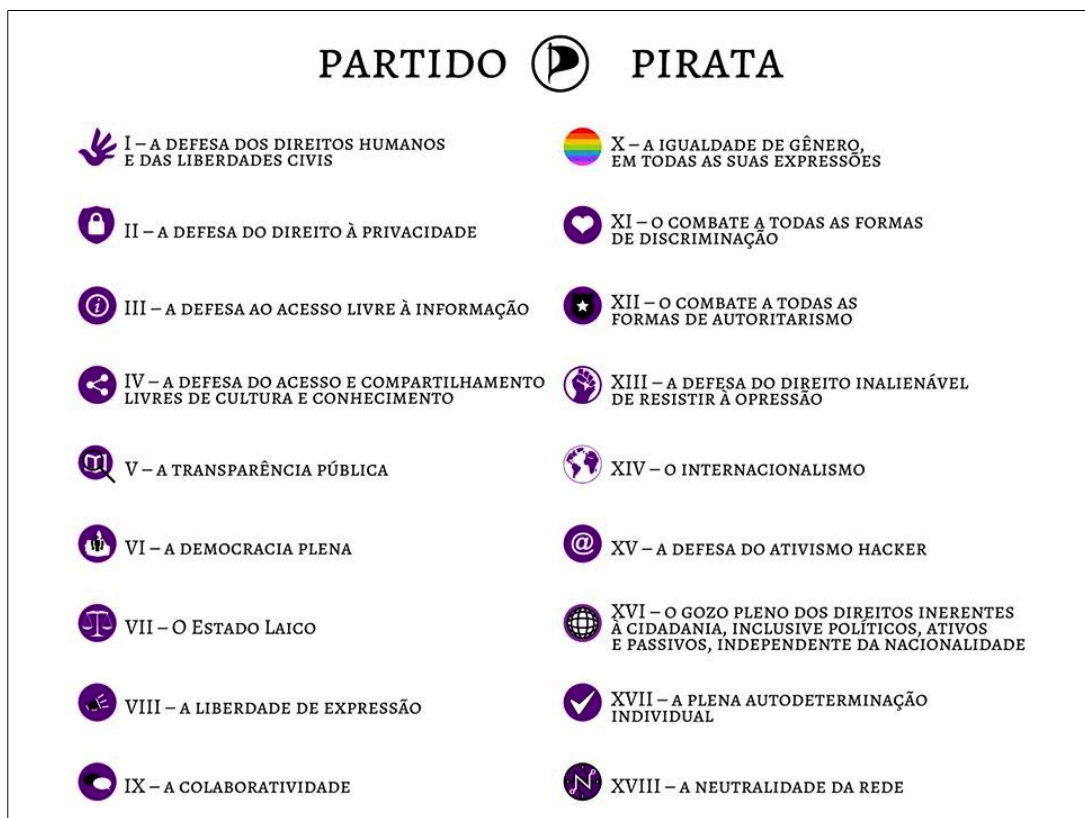 PARTIDO PIRATA
I – A DEFESA DOS DIREITOS HUMANOS
E DAS LIBERDADES CIVIS
II – A DEFESA DO DIREITO À PRIVACIDADE
III – A DEFESA AO ACESSO LIVRE À INFORMAÇÃO
IV – A DEFESA DO ACESSO E COMPARTILHAMENTO
LIVRES DE CULTURA E CONHECIMENTO
V – A TRANSPARÊNCIA PÚBLICA
VI – A DEMOCRACIA PLENA
VII – O ESTADO LAICO
VIII – A LIBERDADE DE EXPRESSÃO
IX – A COLABORATIVIDADE
X – A IGUALDADE DE GÊNERO,
EM TODAS AS SUAS EXPRESSÕES
XI – O COMBATE A TODAS AS FORMAS
DE DISCRIMINAÇÃO
XII – O COMBATE A TODAS AS
FORMAS DE AUTORITARISMO
XIII – A DEFESA DO DIREITO INALIENÁVEL
DE RESISTIR À OPRESSÃO
XIV – O INTERNACIONALISMO
XV – A DEFESA DO ATIVISMO HACKER
XVI – O GOZO PLENO DOS DIREITOS INERENTES
À CIDADANIA, INCLUSIVE POLÍTICOS, ATIVOS
E PASSIVOS, INDEPENDENTE DA NACIONALIDADE
XVII – A PLENA AUTODETERMINAÇÃO
INDIVIDUAL
XVIII – A NEUTRALIDADE DA REDE